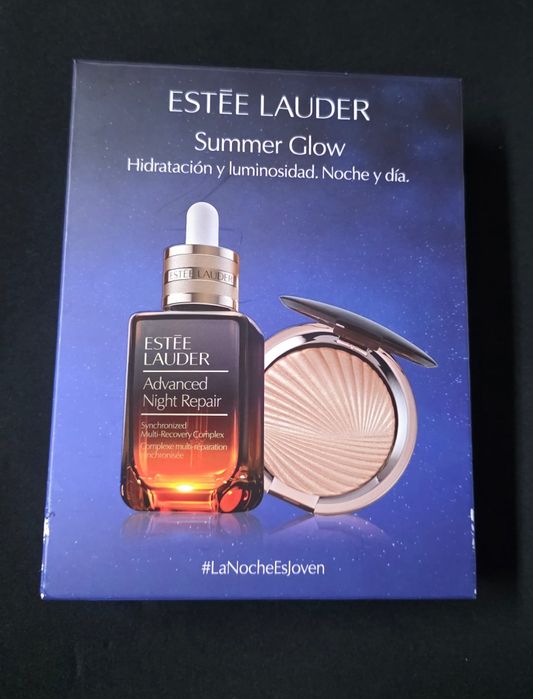 ESTĒE LAUDER
Summer Glow
Hidratación y luminosidad. Noche y día.
ESTĒE LAUDER
ESTĒE
LAUDER
Advanced
Night Repair
Synchronized
Multi-Recovery Complex
Complexe multi-réparation
synchronisée
#LaNocheEsJoven